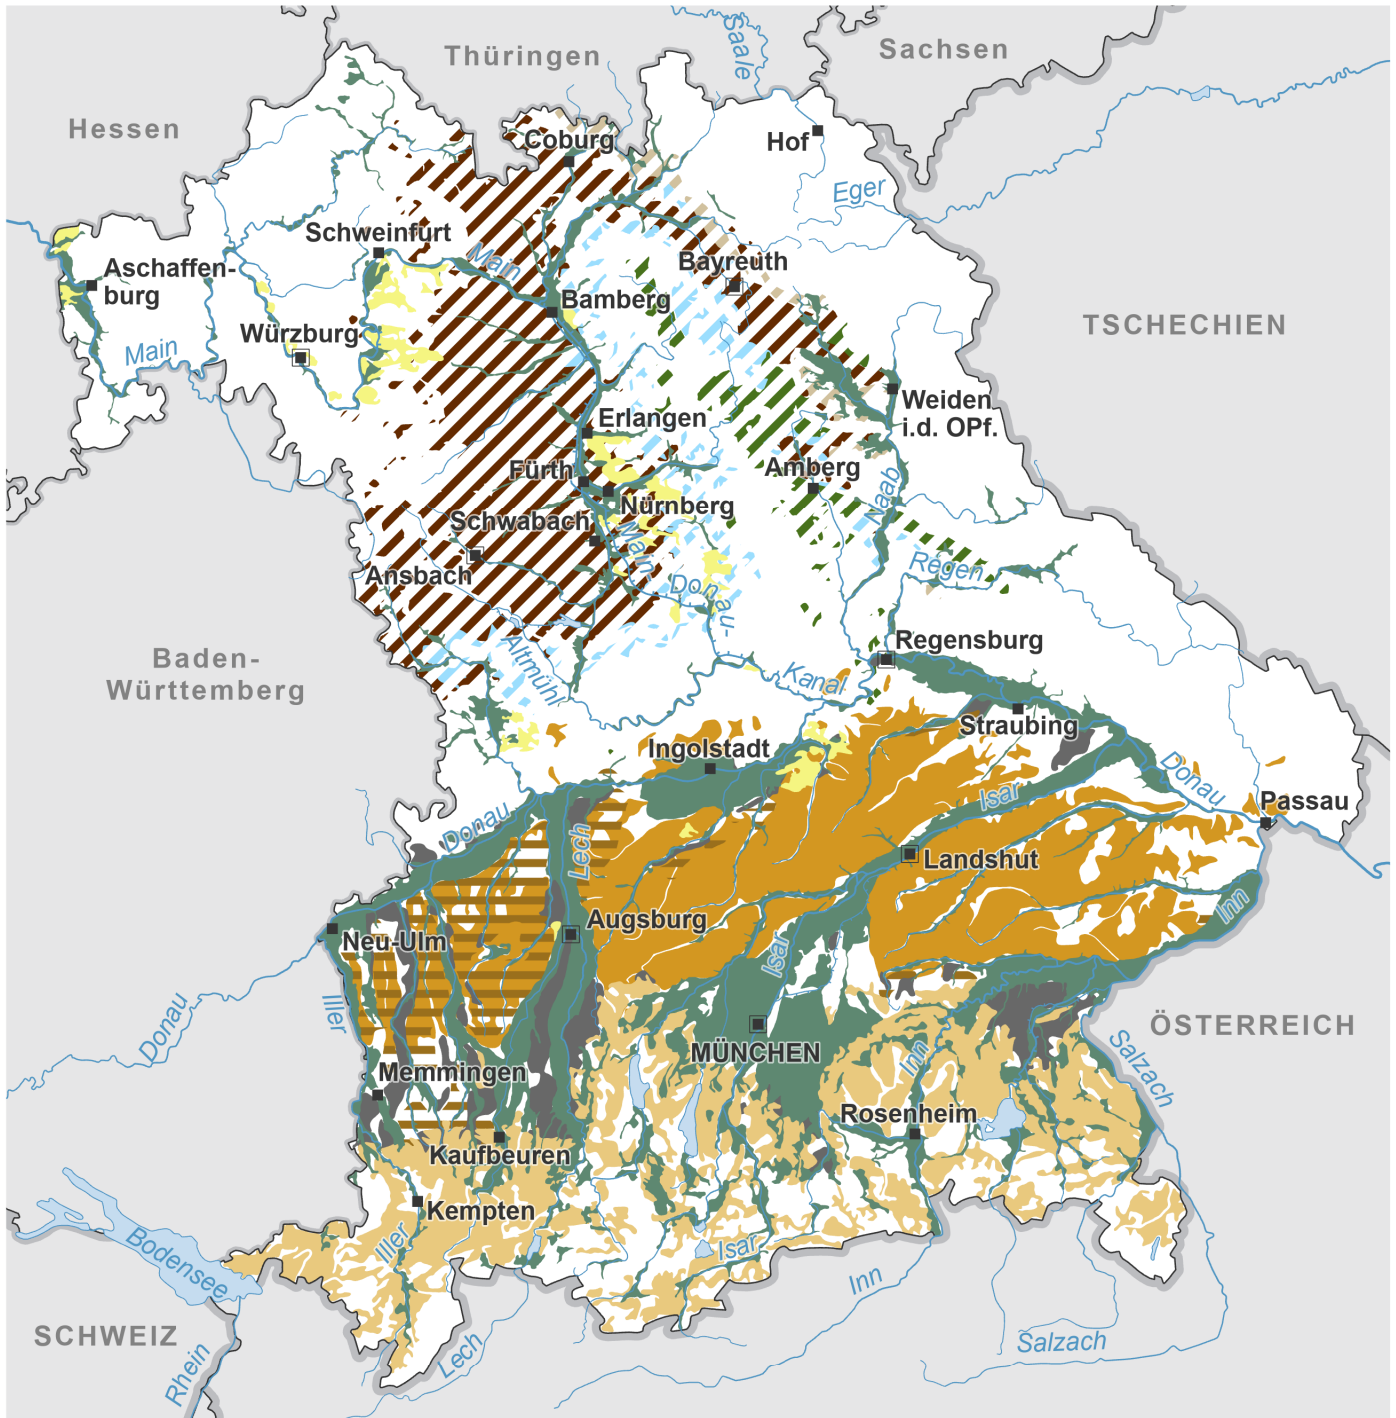 Thüringen
Sachsen
Saale
Hessen
Coburg
Hof
Eger
Schweinfurt
Main
Bayreuth
Aschaffen-
burg
Bamberg
Würzburg
Main
TSCHECHIEN
Weiden
i.d. OPf.
Erlangen
Fürth
Amberg
Naab
Nürnberg
Schwabach
Main-
Donau-
Kanal
Ansbach
Regen
Altmühl
Regensburg
Baden-
Württemberg
Straubing
Ingolstadt
Donau
Isar
Passau
Donau
Lech
Landshut
Inn
Augsburg
Neu-Ulm
Isar
Iller
Donau
MÜNCHEN
ÖSTERREICH
Inn
Salzach
Memmingen
Rosenheim
Kaufbeuren
Kempten
Iller
Isar
Bodensee
Inn
SCHWEIZ
Rhein
Lech
Salzach